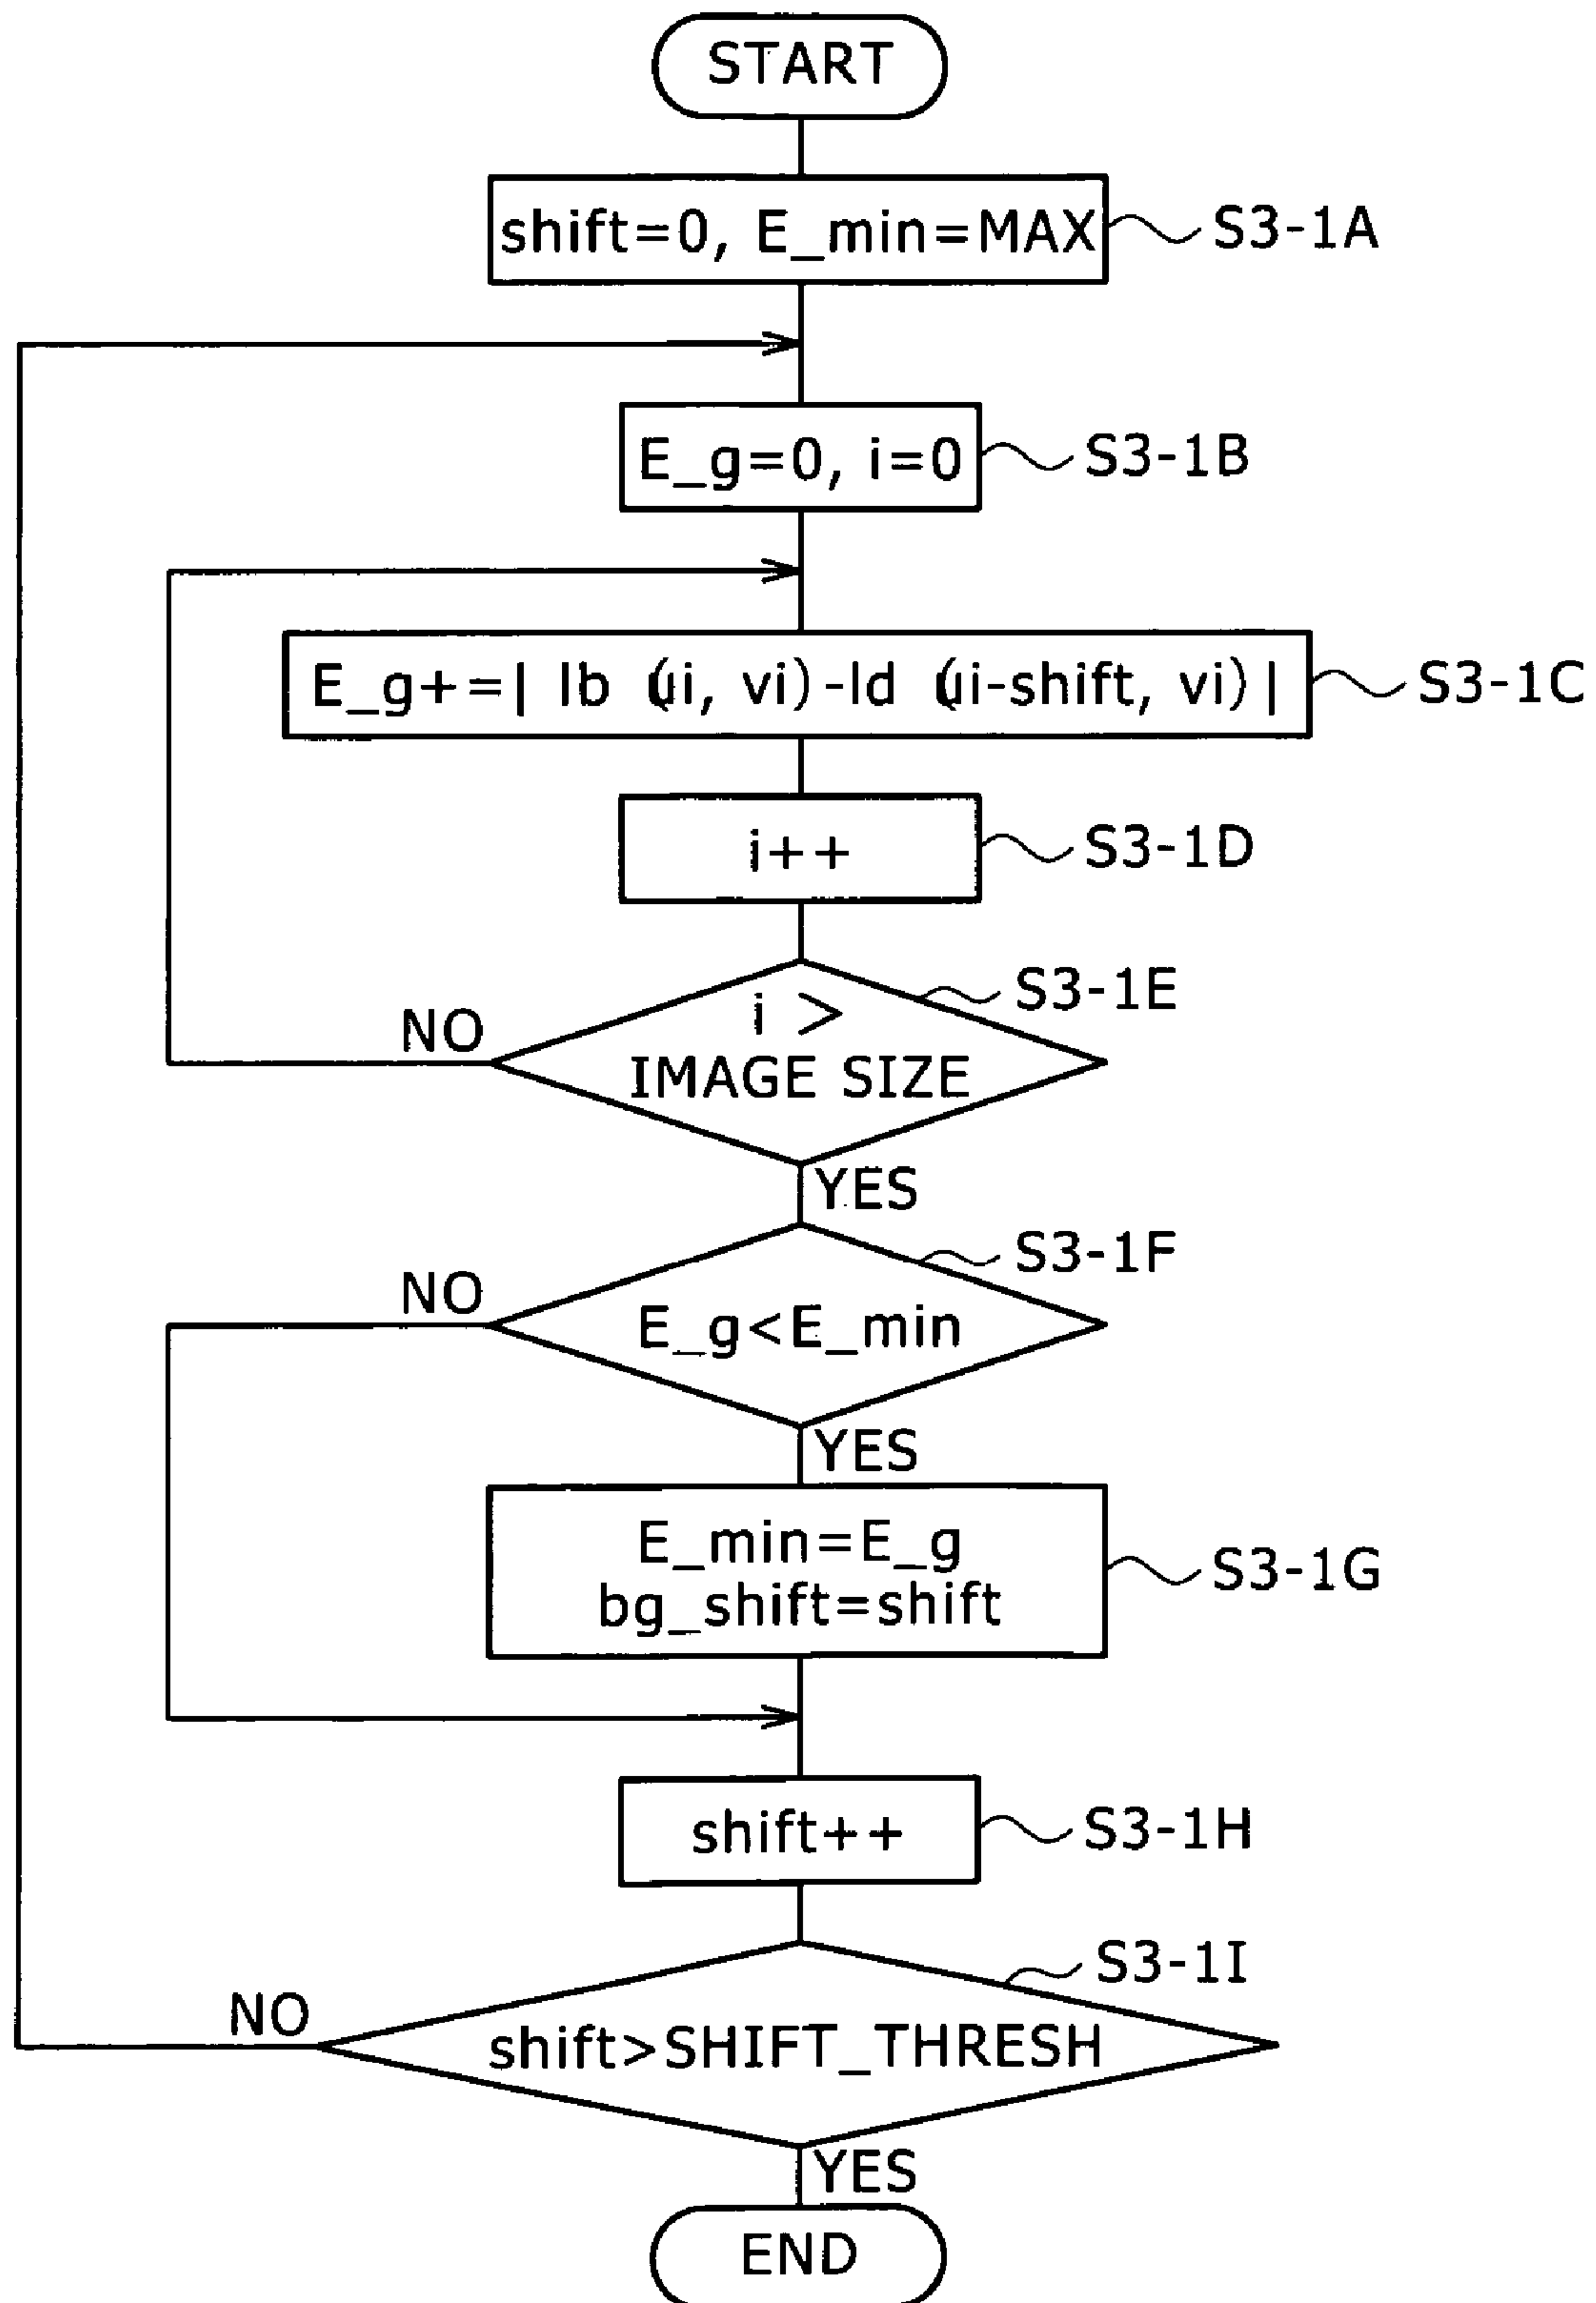 START
shift=0, E_min=MAX
S3-1A
E_g=0, i=0
S3-1B
E_g+=| Ib (ui, vi)-Id (ui-shift, vi) |
S3-1C
i++
S3-1D
i >
IMAGE SIZE
S3-1E
NO
YES
E_g<E_min
S3-1F
NO
YES
E_min=E_g
bg_shift=shift
S3-1G
shift++
S3-1H
shift>SHIFT_THRESH
S3-1I
NO
YES
END